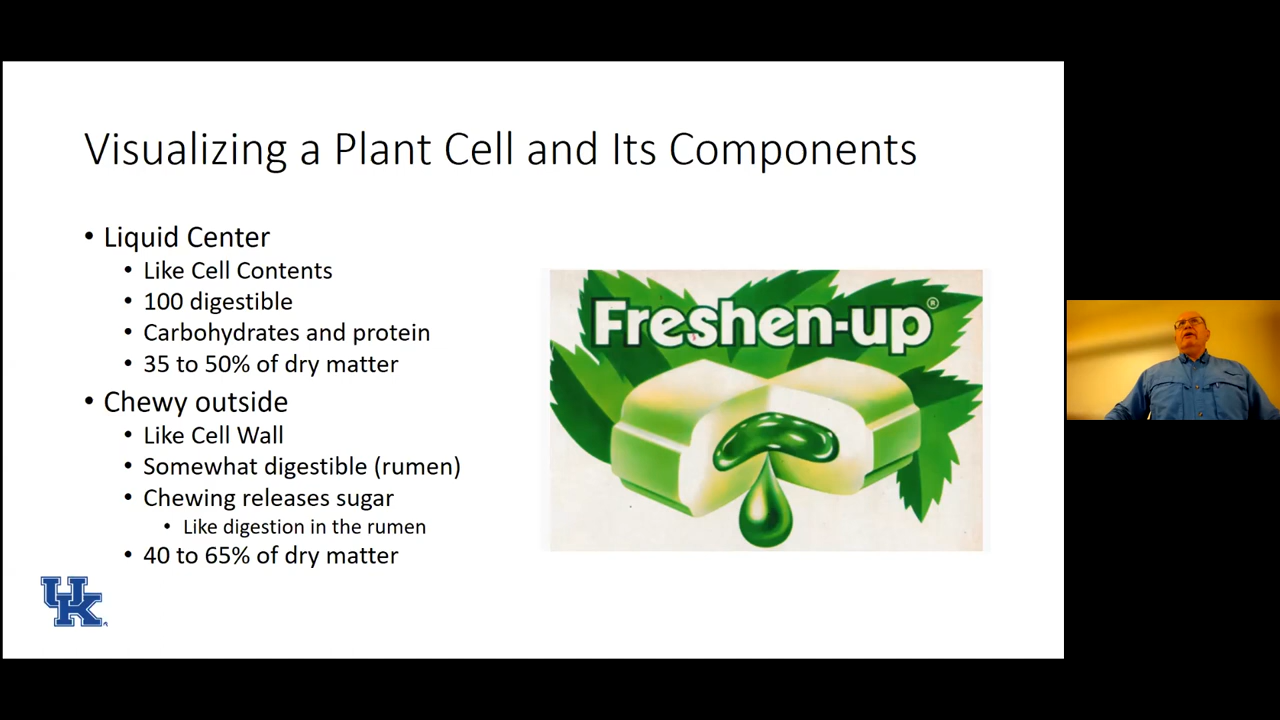 Visualizing a Plant Cell and Its Components
• Liquid Center
• Like Cell Contents
• 100 digestible
• Carbohydrates and protein
• 35 to 50% of dry matter
• Chewy outside
• Like Cell Wall
• Somewhat digestible (rumen)
• Chewing releases sugar
• Like digestion in the rumen
• 40 to 65% of dry matter
Freshen-up®
UK